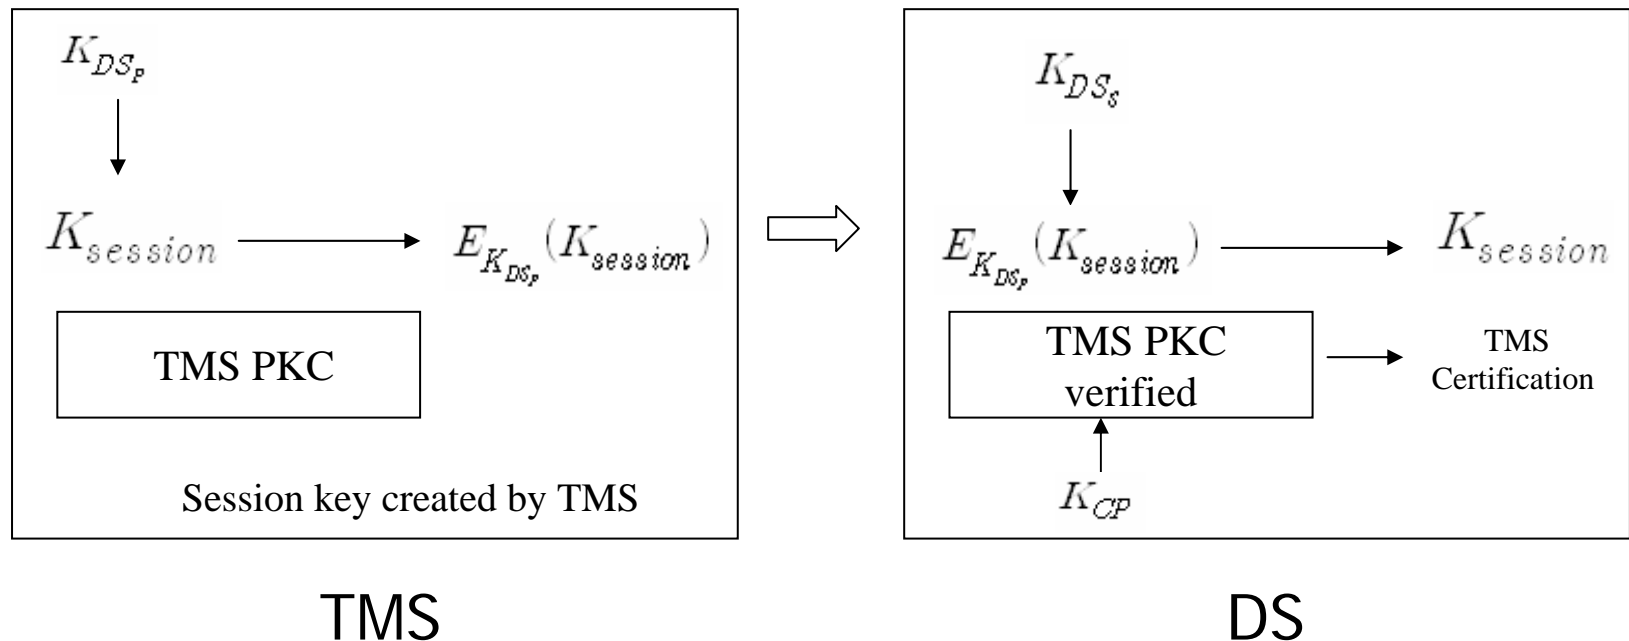 K_{DS_P}
K_{session}
E_{K_{DS_P}}(K_{session})
TMS PKC
Session key created by TMS
TMS
K_{DS_s}
E_{K_{DS_P}}(K_{session})
K_{session}
TMS PKC
verified
TMS
Certification
K_{CP}
DS